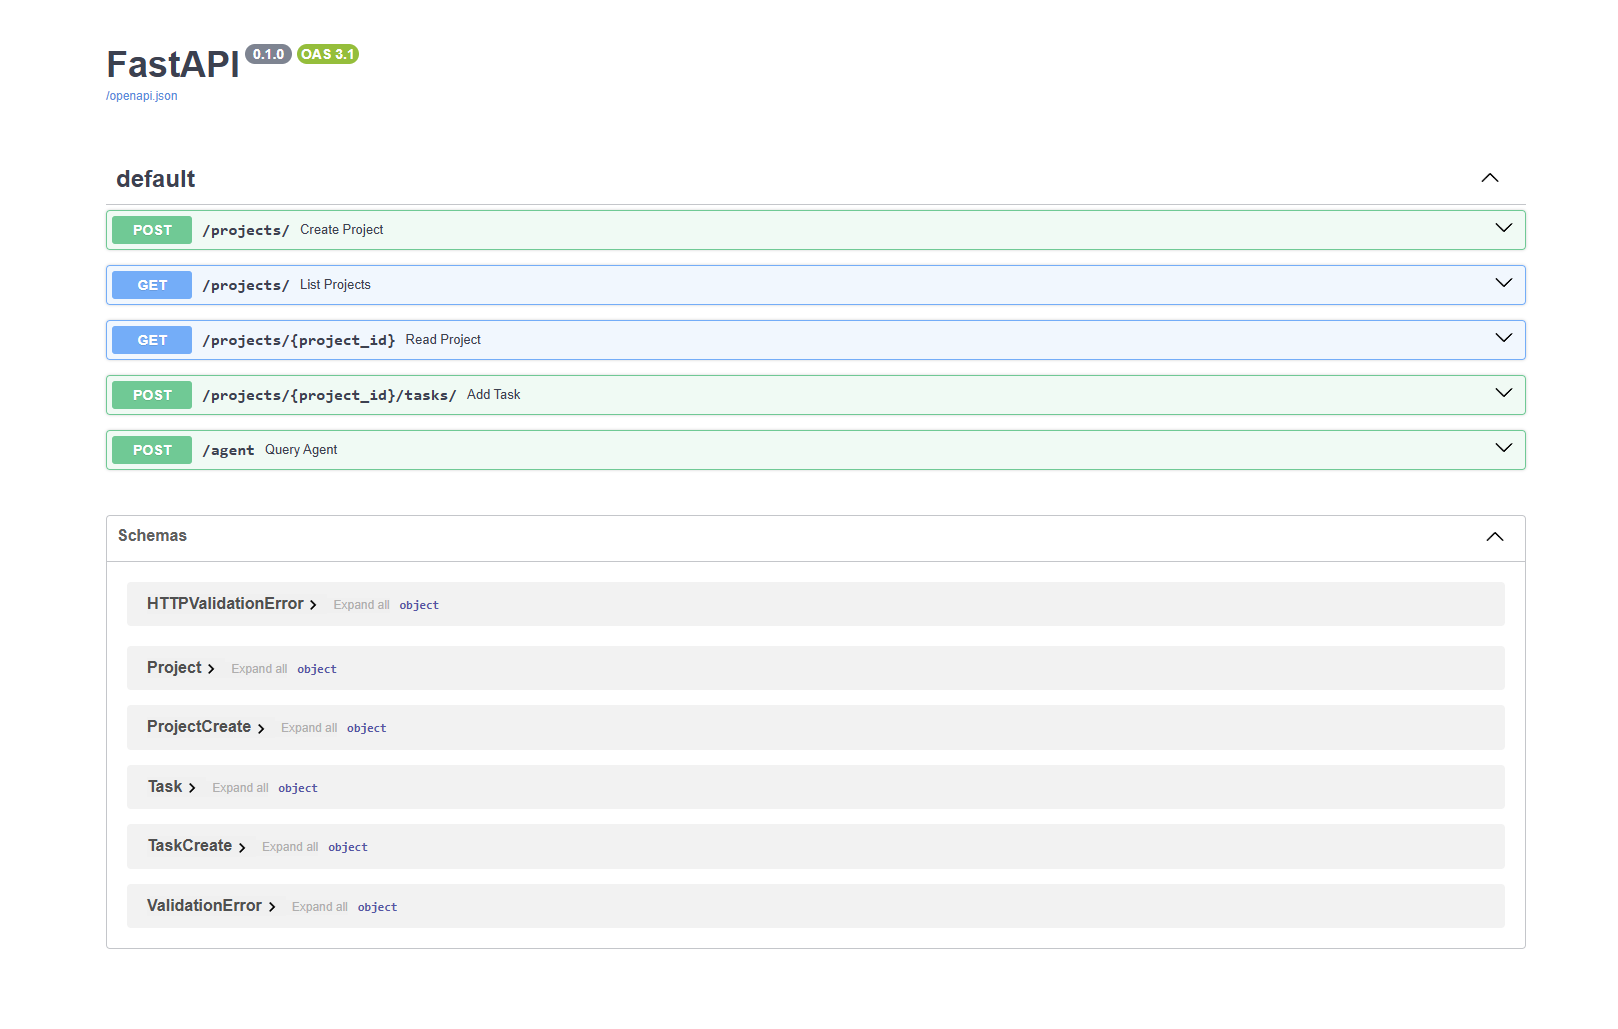 FastAPI 0.1.0 OAS 3.1
/openapi.json
default
POST /projects/ Create Project
GET /projects/ List Projects
GET /projects/{project_id} Read Project
POST /projects/{project_id}/tasks/ Add Task
POST /agent Query Agent
Schemas
HTTPValidationError Expand all object
Project Expand all object
ProjectCreate Expand all object
Task Expand all object
TaskCreate Expand all object
ValidationError Expand all object